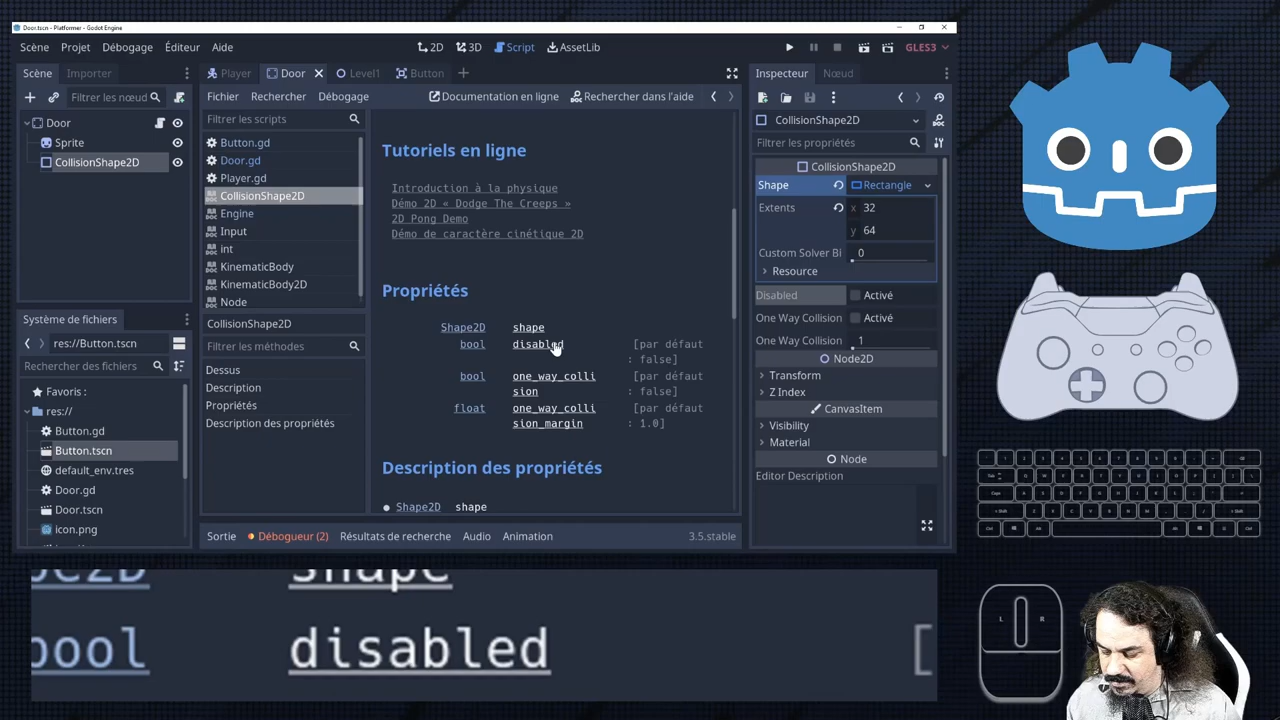 Door.tscn - Platformer - Godot Engine
Scène Projet Débogage Éditeur Aide
2D 3D Script AssetLib
GLES3
Scène Importer
Player Door Level1 Button
Inspecteur Nœud
Filtrer les nœud
Fichier Rechercher Débogage
Documentation en ligne Rechercher dans l'aide
Door
Sprite
CollisionShape2D
Filtrer les scripts
Button.gd
Door.gd
Player.gd
CollisionShape2D
Engine
Input
int
KinematicBody
KinematicBody2D
Node
CollisionShape2D
Filtrer les méthodes
Dessus
Description
Propriétés
Description des propriétés
Tutoriels en ligne
Introduction à la physique
Démo 2D « Dodge The Creeps »
2D Pong Demo
Démo de caractère cinétique 2D
Propriétés
Shape2D shape
bool disabled [par défaut
: false]
bool one_way_colli [par défaut
sion : false]
float one_way_colli [par défaut
sion_margin : 1.0]
Description des propriétés
Shape2D shape
CollisionShape2D
Filtrer les propriétés
CollisionShape2D
Shape Rectangle
Extents x 32
y 64
Custom Solver Bi 0
Resource
Disabled Activé
One Way Collision Activé
One Way Collision 1
Node2D
Transform
Z Index
CanvasItem
Visibility
Material
Node
Editor Description
Système de fichiers
res://Button.tscn
Rechercher des fichiers
Favoris :
res://
Button.gd
Button.tscn
default_env.tres
Door.gd
Door.tscn
icon.png
Sortie Débogueur (2) Résultats de recherche Audio Animation 3.5.stable
shape
bool disabled [
L R